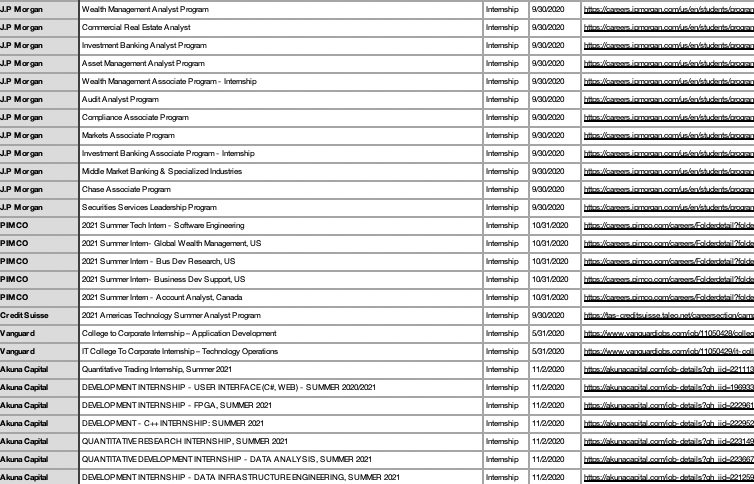 J.P Morgan Wealth Management Analyst Program Internship 9/30/2020 https://careers.jpmorgan.com/us/en/students/program
J.P Morgan Commercial Real Estate Analyst Internship 9/30/2020 https://careers.jpmorgan.com/us/en/students/program
J.P Morgan Investment Banking Analyst Program Internship 9/30/2020 https://careers.jpmorgan.com/us/en/students/program
J.P Morgan Asset Management Analyst Program Internship 9/30/2020 https://careers.jpmorgan.com/us/en/students/program
J.P Morgan Wealth Management Associate Program - Internship Internship 9/30/2020 https://careers.jpmorgan.com/us/en/students/program
J.P Morgan Audit Analyst Program Internship 9/30/2020 https://careers.jpmorgan.com/us/en/students/program
J.P Morgan Compliance Associate Program Internship 9/30/2020 https://careers.jpmorgan.com/us/en/students/program
J.P Morgan Markets Associate Program Internship 9/30/2020 https://careers.jpmorgan.com/us/en/students/program
J.P Morgan Investment Banking Associate Program - Internship Internship 9/30/2020 https://careers.jpmorgan.com/us/en/students/program
J.P Morgan Middle Market Banking & Specialized Industries Internship 9/30/2020 https://careers.jpmorgan.com/us/en/students/program
J.P Morgan Chase Associate Program Internship 9/30/2020 https://careers.jpmorgan.com/us/en/students/program
J.P Morgan Securities Services Leadership Program Internship 9/30/2020 https://careers.jpmorgan.com/us/en/students/program
PIMCO 2021 Summer Tech Intern - Software Engineering Internship 10/31/2020 https://careers.pimco.com/careers/Folderdetail?folde
PIMCO 2021 Summer Intern- Global Wealth Management, US Internship 10/31/2020 https://careers.pimco.com/careers/Folderdetail?folde
PIMCO 2021 Summer Intern - Bus Dev Research, US Internship 10/31/2020 https://careers.pimco.com/careers/Folderdetail?folde
PIMCO 2021 Summer Intern- Business Dev Support, US Internship 10/31/2020 https://careers.pimco.com/careers/Folderdetail?folde
PIMCO 2021 Summer Intern - Account Analyst, Canada Internship 10/31/2020 https://careers.pimco.com/careers/Folderdetail?folde
Credit Suisse 2021 Americas Technology Summer Analyst Program Internship 9/30/2020 https://tas-creditsuisse.taleo.net/careersection/cam
Vanguard College to Corporate Internship – Application Development Internship 5/31/2020 https://www.vanguardjobs.com/job/11050428/colleg
Vanguard IT College To Corporate Internship – Technology Operations Internship 5/31/2020 https://www.vanguardjobs.com/job/11050429/it-coll
Akuna Capital Quantitative Trading Internship, Summer 2021 Internship 11/2/2020 https://akunacapital.com/job-details?gh_jid=221113
Akuna Capital DEVELOPMENT INTERNSHIP - USER INTERFACE (C#, WEB) - SUMMER 2020/2021 Internship 11/2/2020 https://akunacapital.com/job-details?gh_jid=196933
Akuna Capital DEVELOPMENT INTERNSHIP - FPGA, SUMMER 2021 Internship 11/2/2020 https://akunacapital.com/job-details?gh_jid=222961
Akuna Capital DEVELOPMENT - C++ INTERNSHIP: SUMMER 2021 Internship 11/2/2020 https://akunacapital.com/job-details?gh_jid=222952
Akuna Capital QUANTITATIVE RESEARCH INTERNSHIP, SUMMER 2021 Internship 11/2/2020 https://akunacapital.com/job-details?gh_jid=223149
Akuna Capital QUANTITATIVE DEVELOPMENT INTERNSHIP - DATA ANALYSIS, SUMMER 2021 Internship 11/2/2020 https://akunacapital.com/job-details?gh_jid=223667
Akuna Capital DEVELOPMENT INTERNSHIP - DATA INFRASTRUCTURE ENGINEERING, SUMMER 2021 Internship 11/2/2020